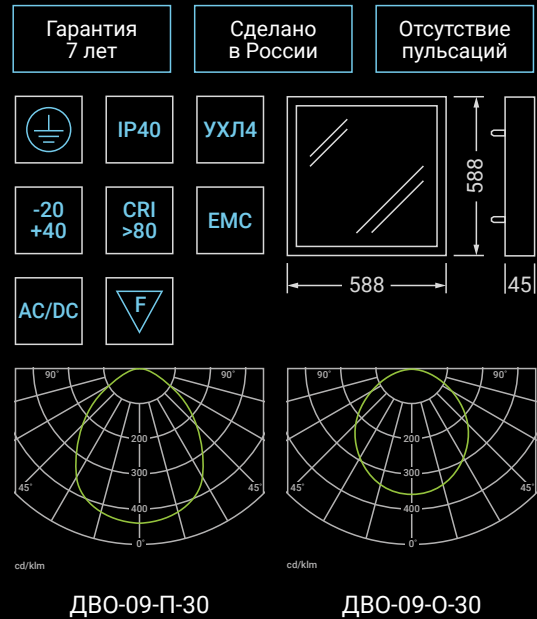 Гарантия
7 лет
Сделано
в России
Отсутствие
пульсаций
IP40
УХЛ4
-20
+40
CRI
>80
EMC
AC/DC
F
588
588
45
90°
90°
200
300
400
45°
45°
0°
cd/klm
ДВО-09-П-30
90°
90°
200
300
400
45°
45°
0°
cd/klm
ДВО-09-О-30